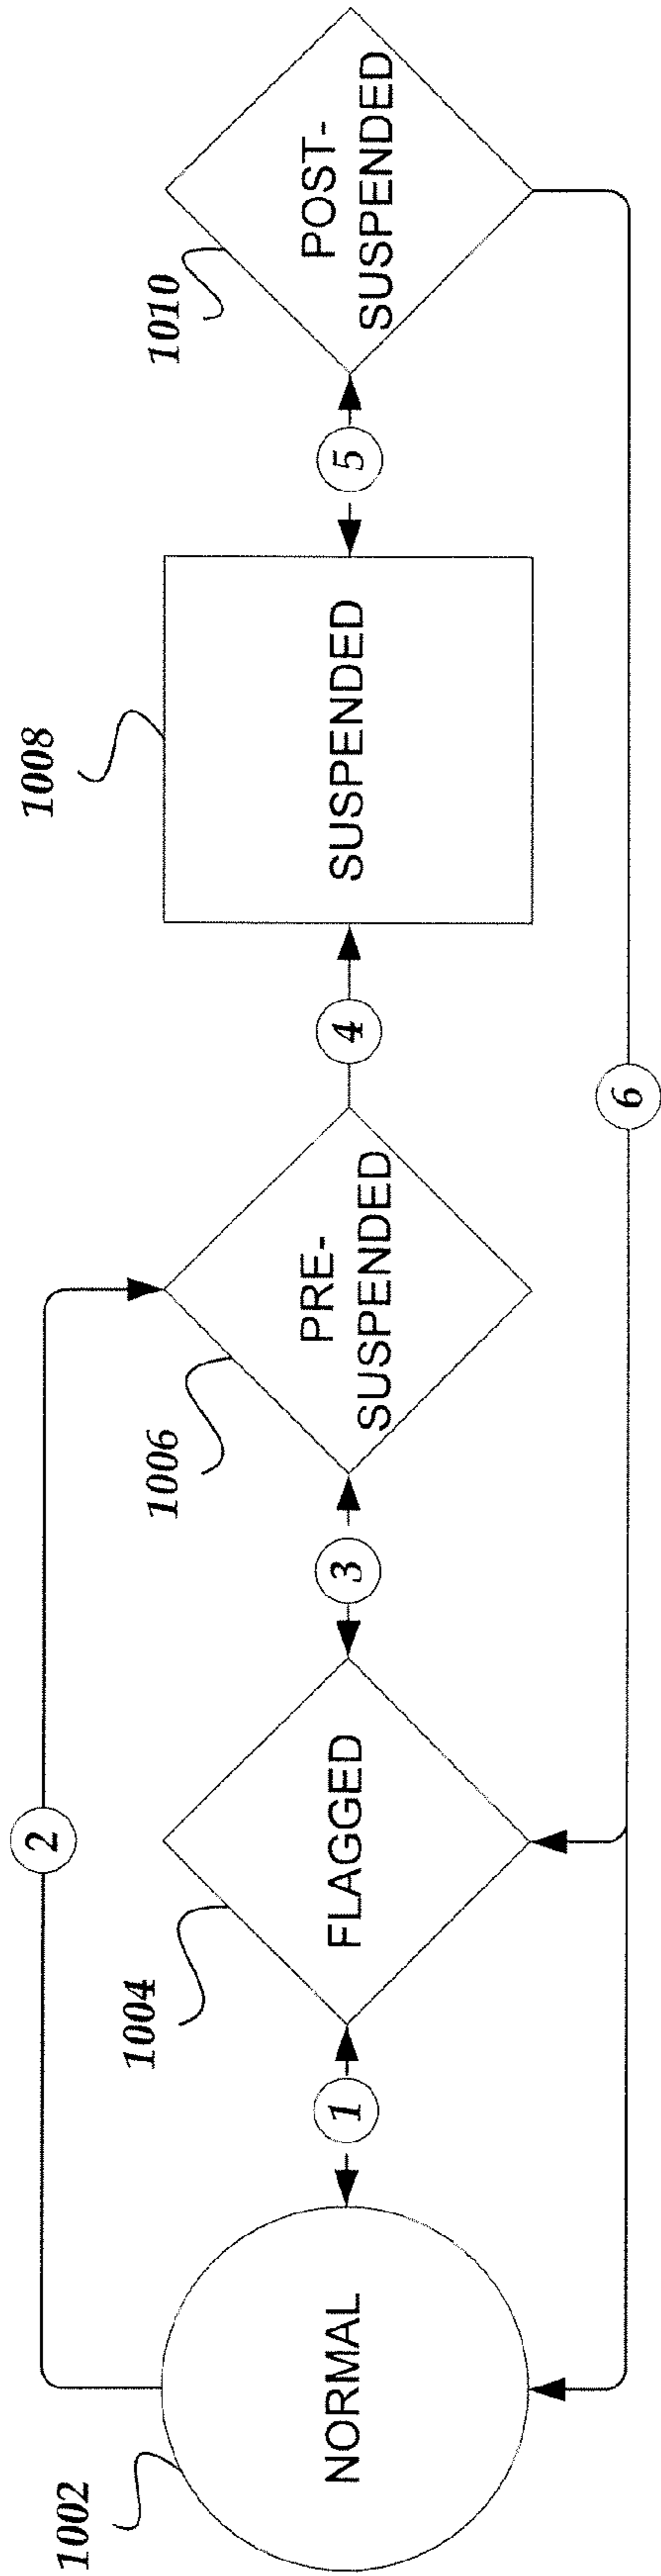 2
1002
1004
1006
1008
1010
NORMAL
1
FLAGGED
3
PRE-
SUSPENDED
4
SUSPENDED
5
POST-
SUSPENDED
6